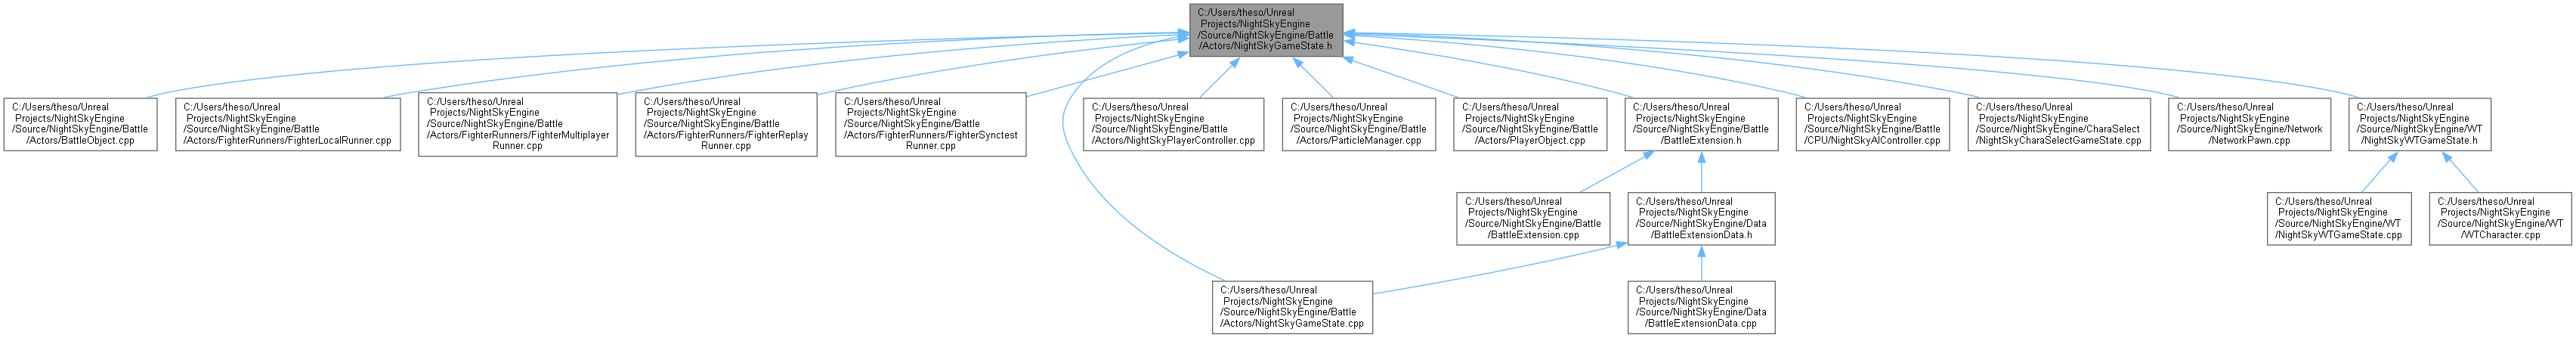 C:/Users/theso/Unreal
Projects/NightSkyEngine
/Source/NightSkyEngine/Battle
/Actors/NightSkyGameState.h
C:/Users/theso/Unreal
Projects/NightSkyEngine
/Source/NightSkyEngine/Battle
/Actors/BattleObject.cpp
C:/Users/theso/Unreal
Projects/NightSkyEngine
/Source/NightSkyEngine/Battle
/Actors/FighterRunners/FighterLocalRunner.cpp
C:/Users/theso/Unreal
Projects/NightSkyEngine
/Source/NightSkyEngine/Battle
/Actors/FighterRunners/FighterMultiplayer
Runner.cpp
C:/Users/theso/Unreal
Projects/NightSkyEngine
/Source/NightSkyEngine/Battle
/Actors/FighterRunners/FighterReplay
Runner.cpp
C:/Users/theso/Unreal
Projects/NightSkyEngine
/Source/NightSkyEngine/Battle
/Actors/FighterRunners/FighterSynctest
Runner.cpp
C:/Users/theso/Unreal
Projects/NightSkyEngine
/Source/NightSkyEngine/Battle
/Actors/NightSkyPlayerController.cpp
C:/Users/theso/Unreal
Projects/NightSkyEngine
/Source/NightSkyEngine/Battle
/Actors/ParticleManager.cpp
C:/Users/theso/Unreal
Projects/NightSkyEngine
/Source/NightSkyEngine/Battle
/Actors/PlayerObject.cpp
C:/Users/theso/Unreal
Projects/NightSkyEngine
/Source/NightSkyEngine/Battle
/BattleExtension.h
C:/Users/theso/Unreal
Projects/NightSkyEngine
/Source/NightSkyEngine/Battle
/CPU/NightSkyAIController.cpp
C:/Users/theso/Unreal
Projects/NightSkyEngine
/Source/NightSkyEngine/CharaSelect
/NightSkyCharaSelectGameState.cpp
C:/Users/theso/Unreal
Projects/NightSkyEngine
/Source/NightSkyEngine/Network
/NetworkPawn.cpp
C:/Users/theso/Unreal
Projects/NightSkyEngine
/Source/NightSkyEngine/WT
/NightSkyWTGameState.h
C:/Users/theso/Unreal
Projects/NightSkyEngine
/Source/NightSkyEngine/Battle
/BattleExtension.cpp
C:/Users/theso/Unreal
Projects/NightSkyEngine
/Source/NightSkyEngine/Data
/BattleExtensionData.h
C:/Users/theso/Unreal
Projects/NightSkyEngine
/Source/NightSkyEngine/WT
/NightSkyWTGameState.cpp
C:/Users/theso/Unreal
Projects/NightSkyEngine
/Source/NightSkyEngine/WT
/WTCharacter.cpp
C:/Users/theso/Unreal
Projects/NightSkyEngine
/Source/NightSkyEngine/Battle
/Actors/NightSkyGameState.cpp
C:/Users/theso/Unreal
Projects/NightSkyEngine
/Source/NightSkyEngine/Data
/BattleExtensionData.cpp